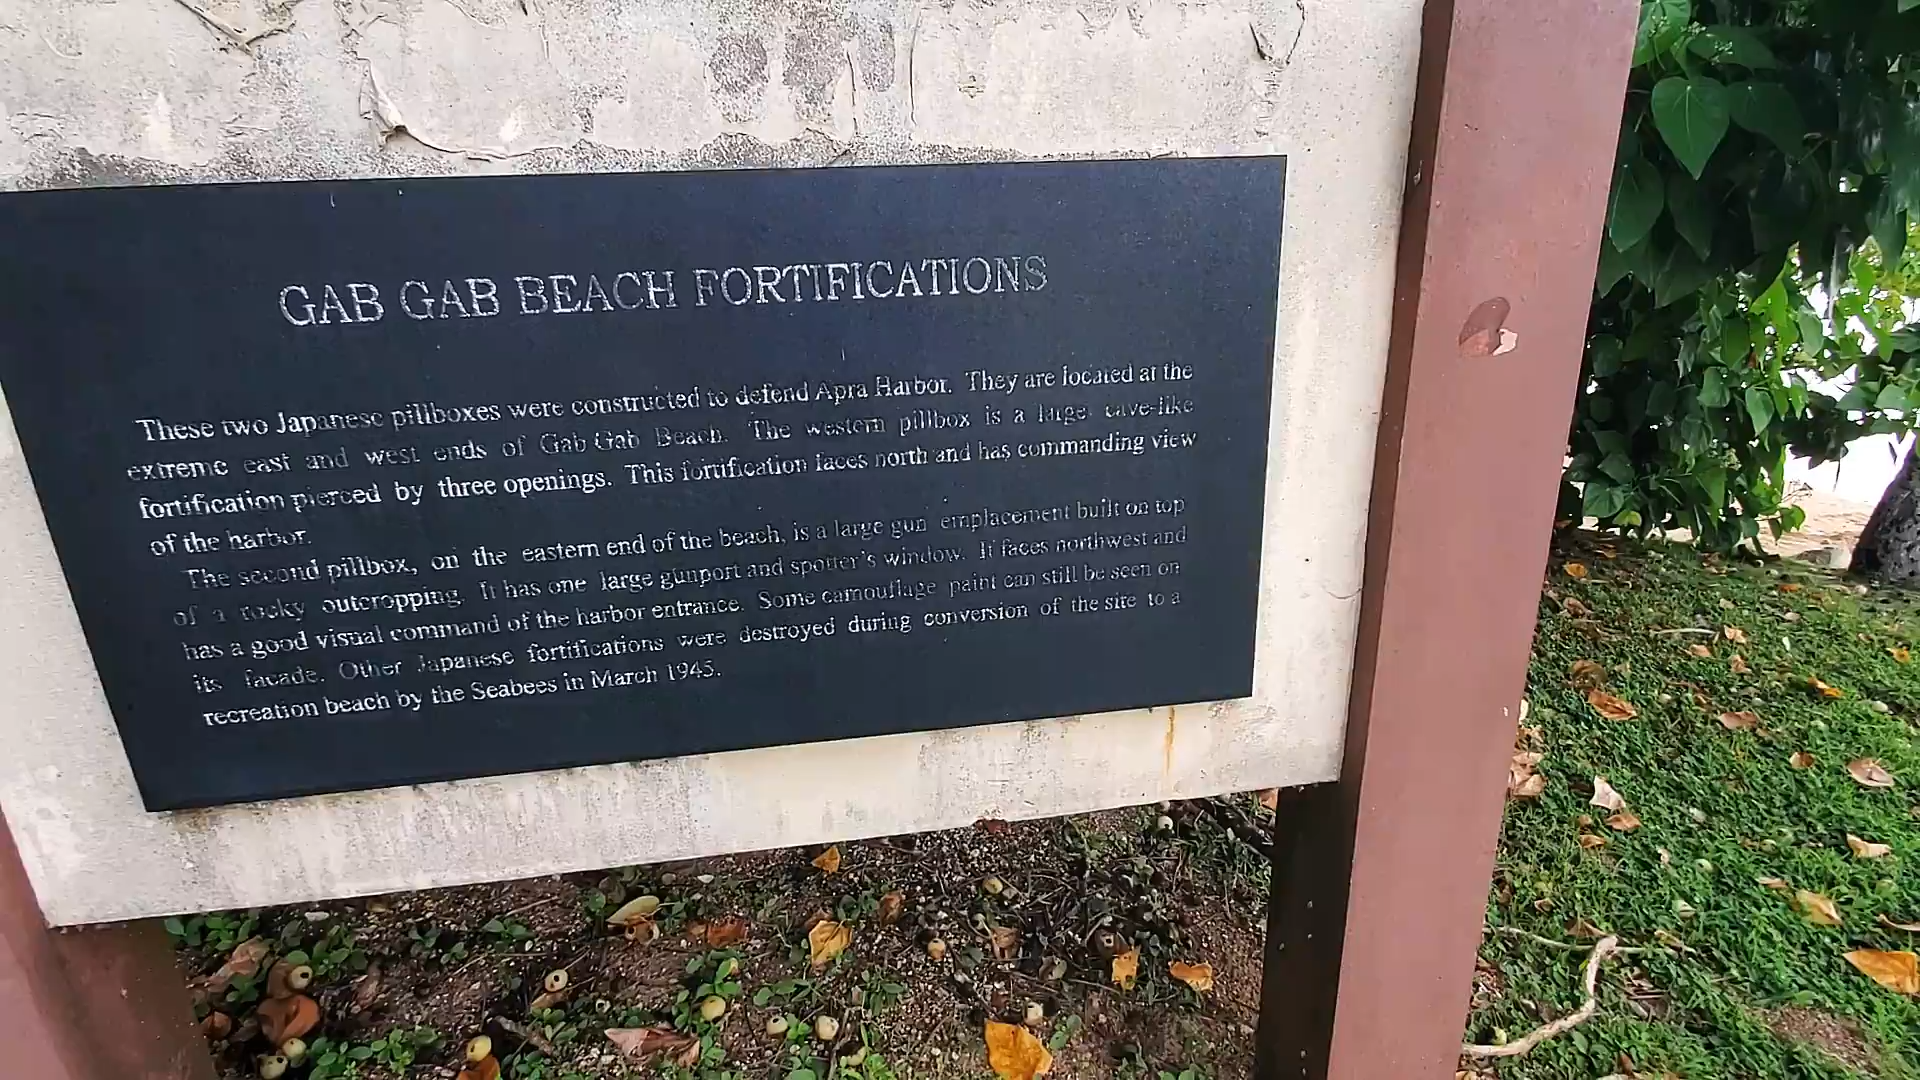 GAB GAB BEACH FORTIFICATIONS
These two Japanese pillboxes were constructed to defend Apra Harbor. They are located at the
extreme east and west ends of Gab Gab Beach. The western pillbox is a large cave-like
fortification pierced by three openings. This fortification faces north and has commanding view
of the harbor.
The second pillbox, on the eastern end of the beach, is a large gun emplacement built on top
of a rocky outcropping. It has one large gunport and spotter's window. It faces northwest and
has a good visual command of the harbor entrance. Some camouflage paint can still be seen on
its facade. Other Japanese fortifications were destroyed during conversion of the site to a
recreation beach by the Seabees in March 1945.